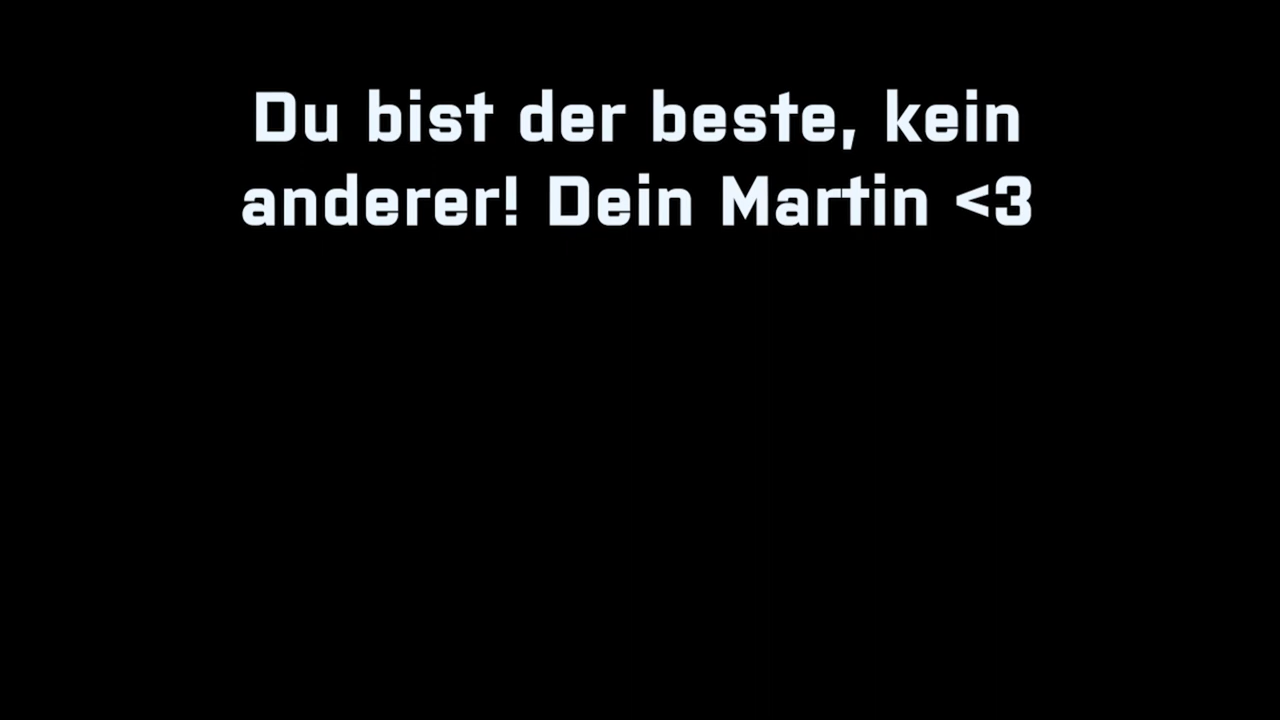 Du bist der beste, kein
anderer! Dein Martin <3